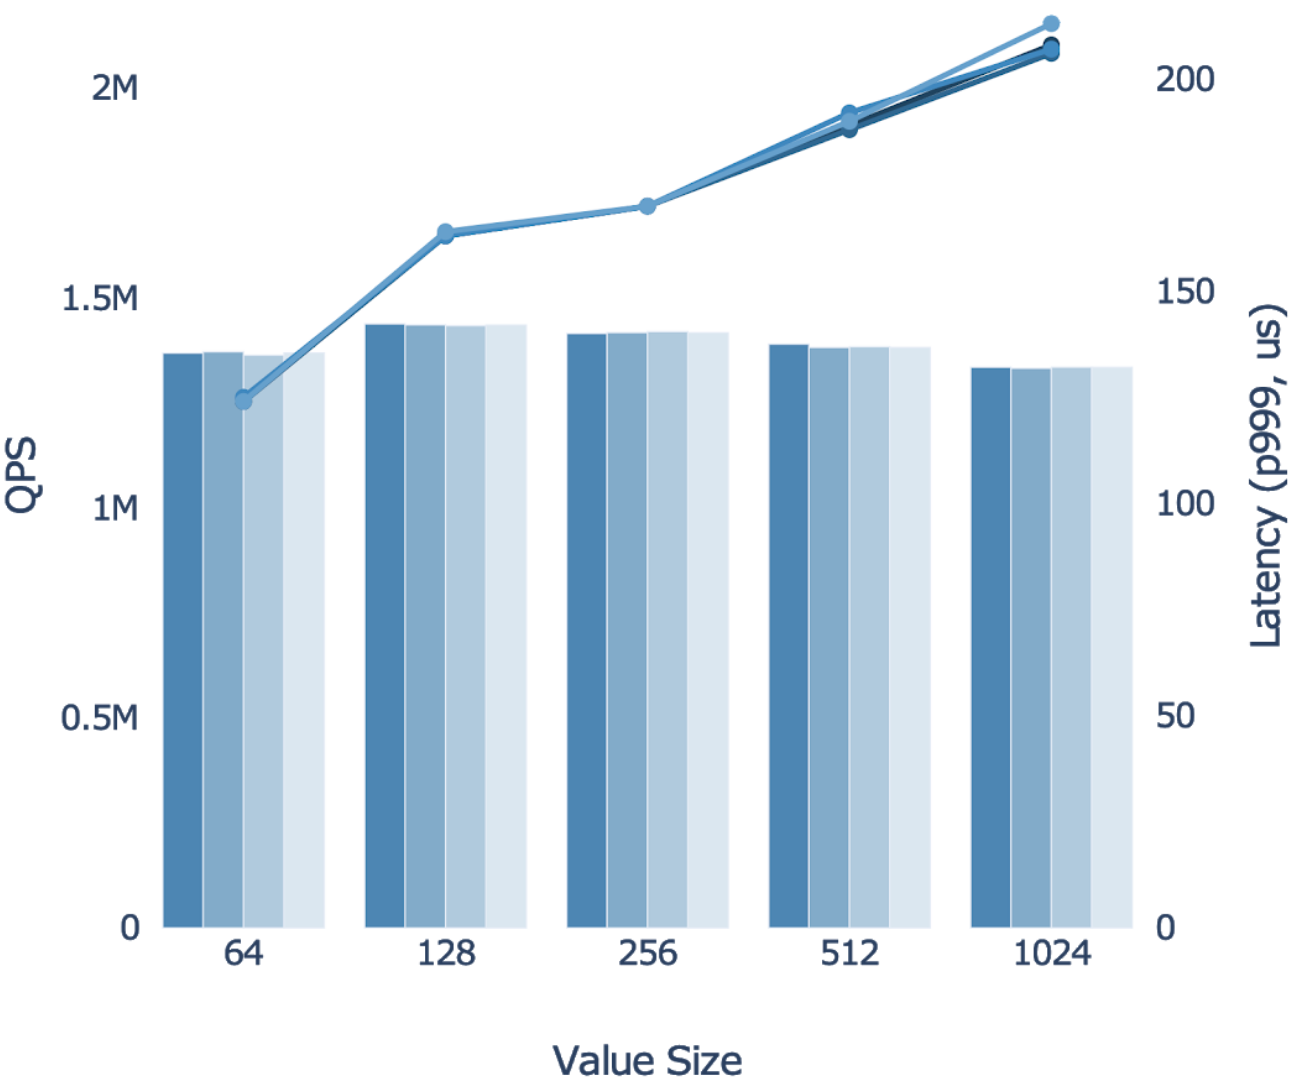 2M
1.5M
1M
0.5M
0
QPS
200
150
100
50
0
Latency (p999, us)
64 128 256 512 1024
Value Size